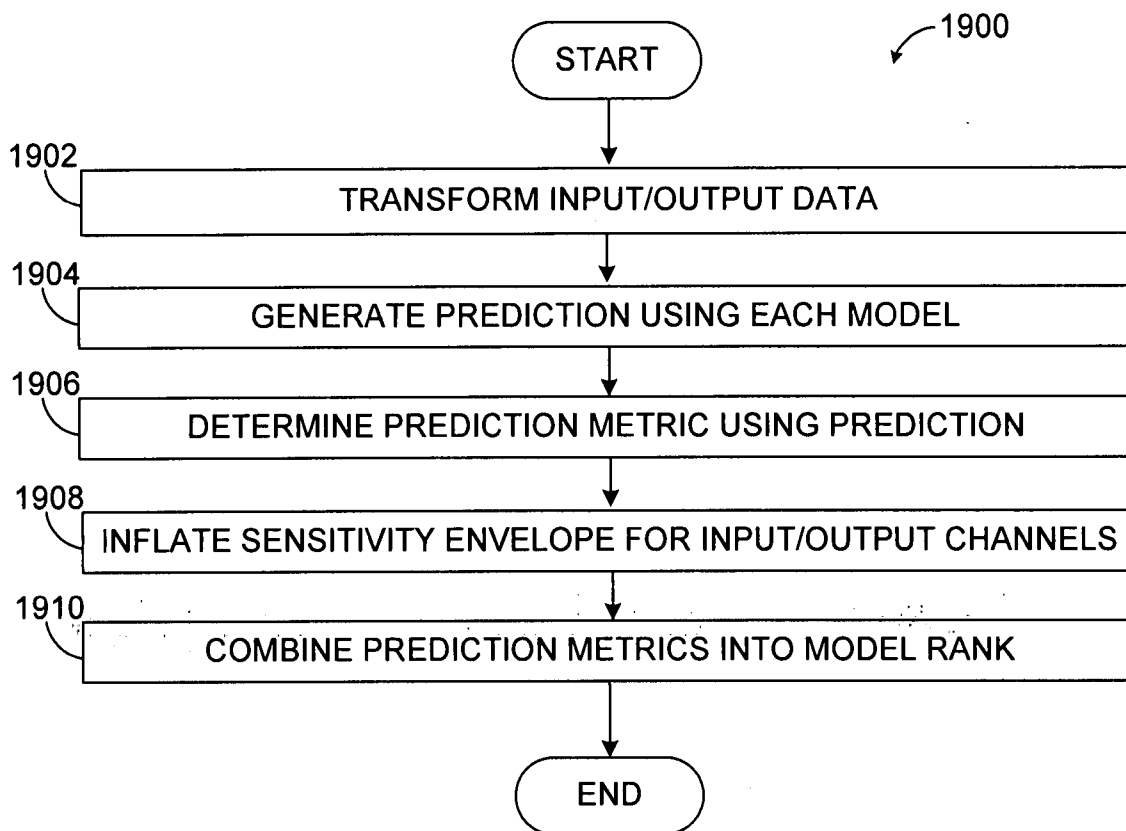 1900
START
1902
TRANSFORM INPUT/OUTPUT DATA
1904
GENERATE PREDICTION USING EACH MODEL
1906
DETERMINE PREDICTION METRIC USING PREDICTION
1908
INFLATE SENSITIVITY ENVELOPE FOR INPUT/OUTPUT CHANNELS
1910
COMBINE PREDICTION METRICS INTO MODEL RANK
END